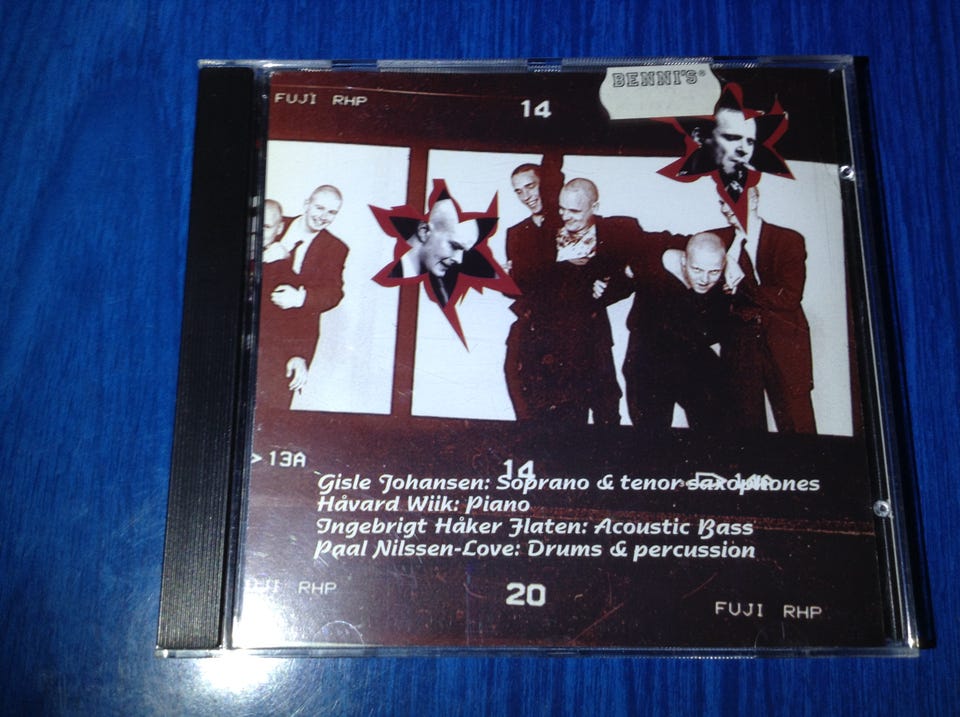 BENNI'S®
FUJI RHP
14
>13A
14
Gisle Johansen: Soprano & tenor saxophones
Håvard Wiik: Piano
Ingebrigt Håker Flaten: Acoustic Bass
Paal Nilssen-Love: Drums & percussion
RHP
20
FUJI RHP